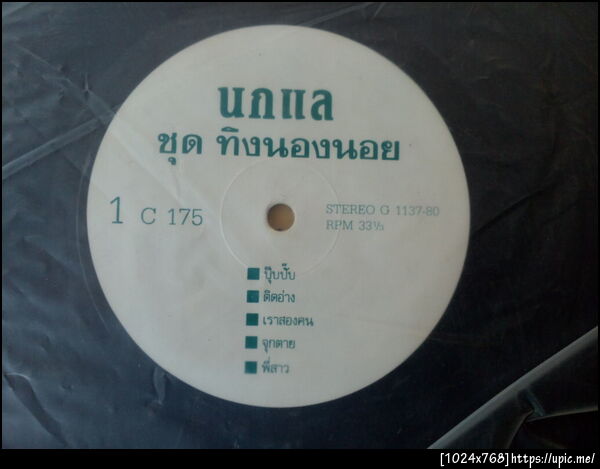 นกแล
ชุด ทิงนองนอย
1 C 175
STEREO G 1137-80
RPM 33⅓
ปุ๊บปั๊บ
ติดอ่าง
เราสองคน
จุกตาย
พี่สาว
[1024x768]https://upic.me/